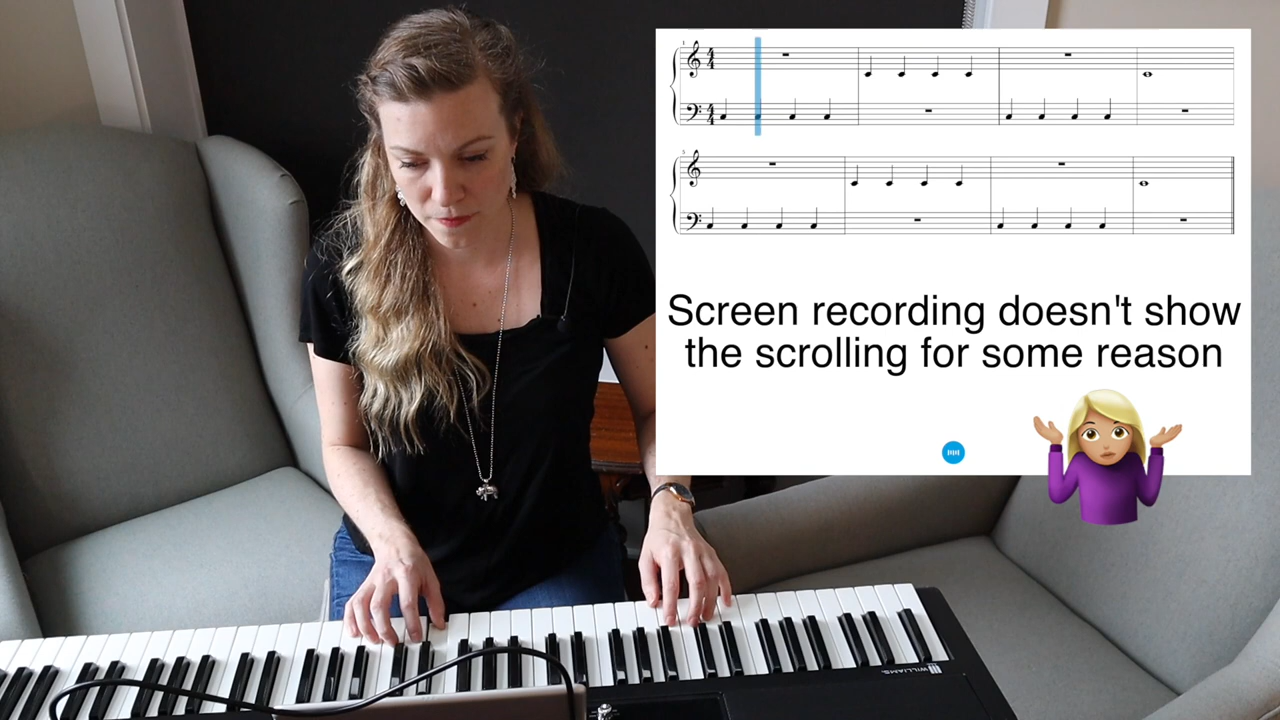 Screen recording doesn't show
the scrolling for some reason
WILLIAMS